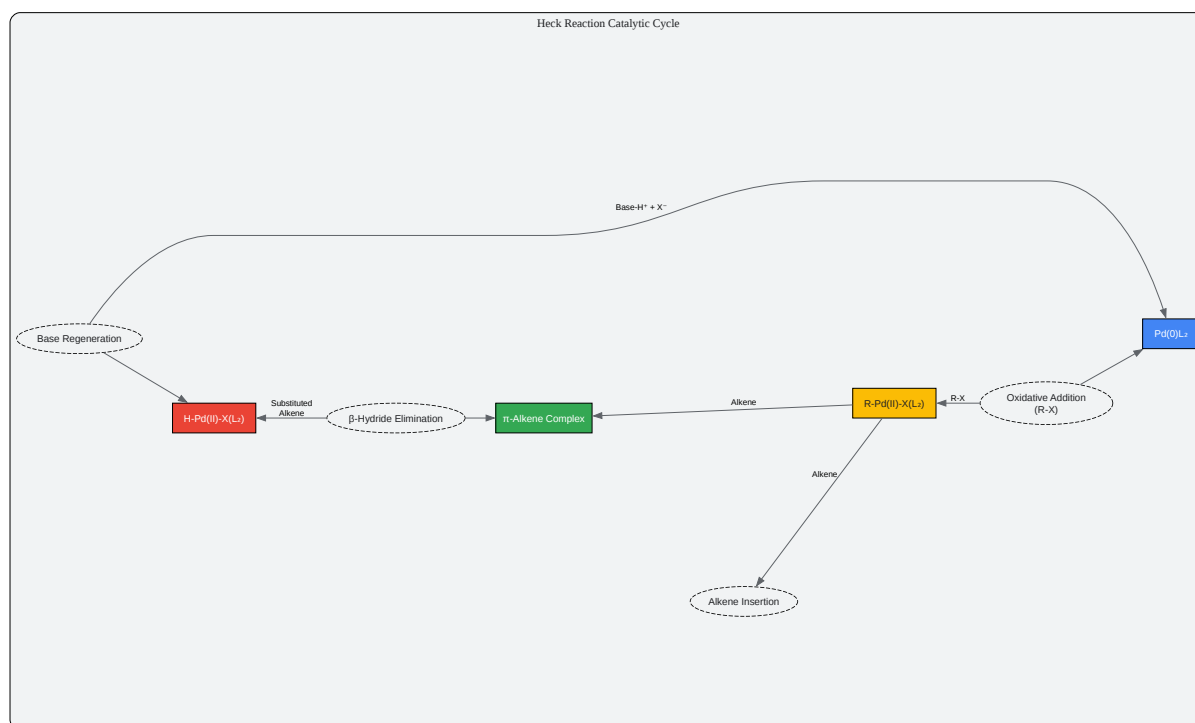 Heck Reaction Catalytic Cycle
Base-H⁺ + X⁻
Base Regeneration
Pd(0)L₂
Substituted
Alkene
H-Pd(II)-X(L₂)
β-Hydride Elimination
π-Alkene Complex
Alkene
R-Pd(II)-X(L₂)
R-X
Oxidative Addition
(R-X)
Alkene
Alkene Insertion